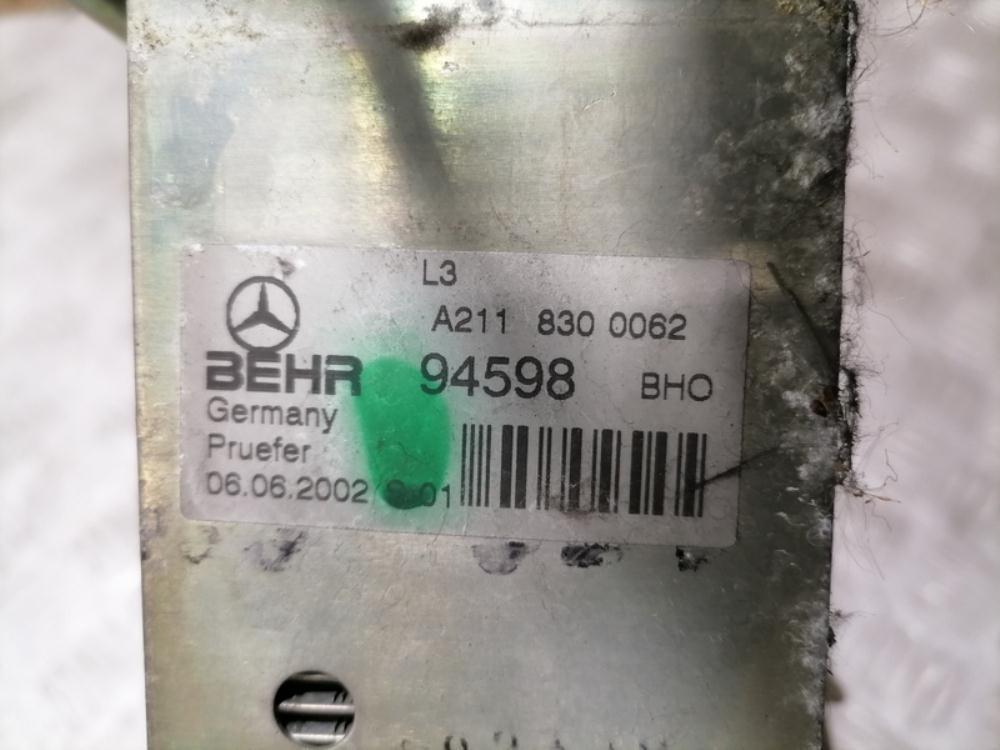 L3
A211 830 0062
BEHR 94598 BHO
Germany
Pruefer
06.06.2002